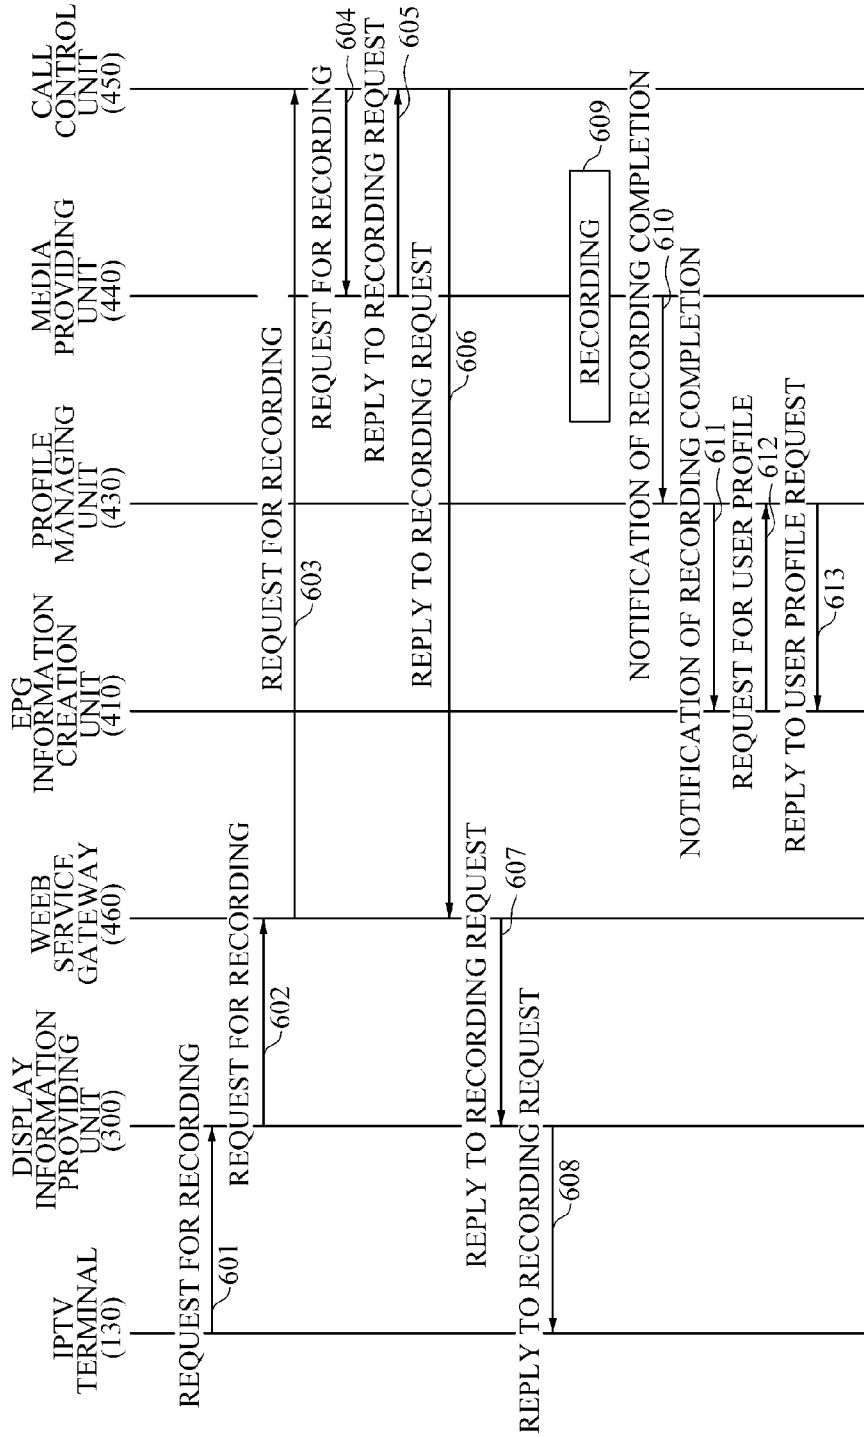 IPTV
TERMINAL
(130)
DISPLAY
INFORMATION
PROVIDING
UNIT
(300)
WEEB
SERVICE
GATEWAY
(460)
EPG
INFORMATION
CREATION
UNIT
(410)
PROFILE
MANAGING
UNIT
(430)
MEDIA
PROVIDING
UNIT
(440)
CALL
CONTROL
UNIT
(450)
REQUEST FOR RECORDING
601
REQUEST FOR RECORDING
602
REQUEST FOR RECORDING
603
REQUEST FOR RECORDING
604
REPLY TO RECORDING REQUEST
605
REPLY TO RECORDING REQUEST
606
REPLY TO RECORDING REQUEST
607
REPLY TO RECORDING REQUEST
608
RECORDING
609
NOTIFICATION OF RECORDING COMPLETION
610
NOTIFICATION OF RECORDING COMPLETION
611
REQUEST FOR USER PROFILE
612
REPLY TO USER PROFILE REQUEST
613